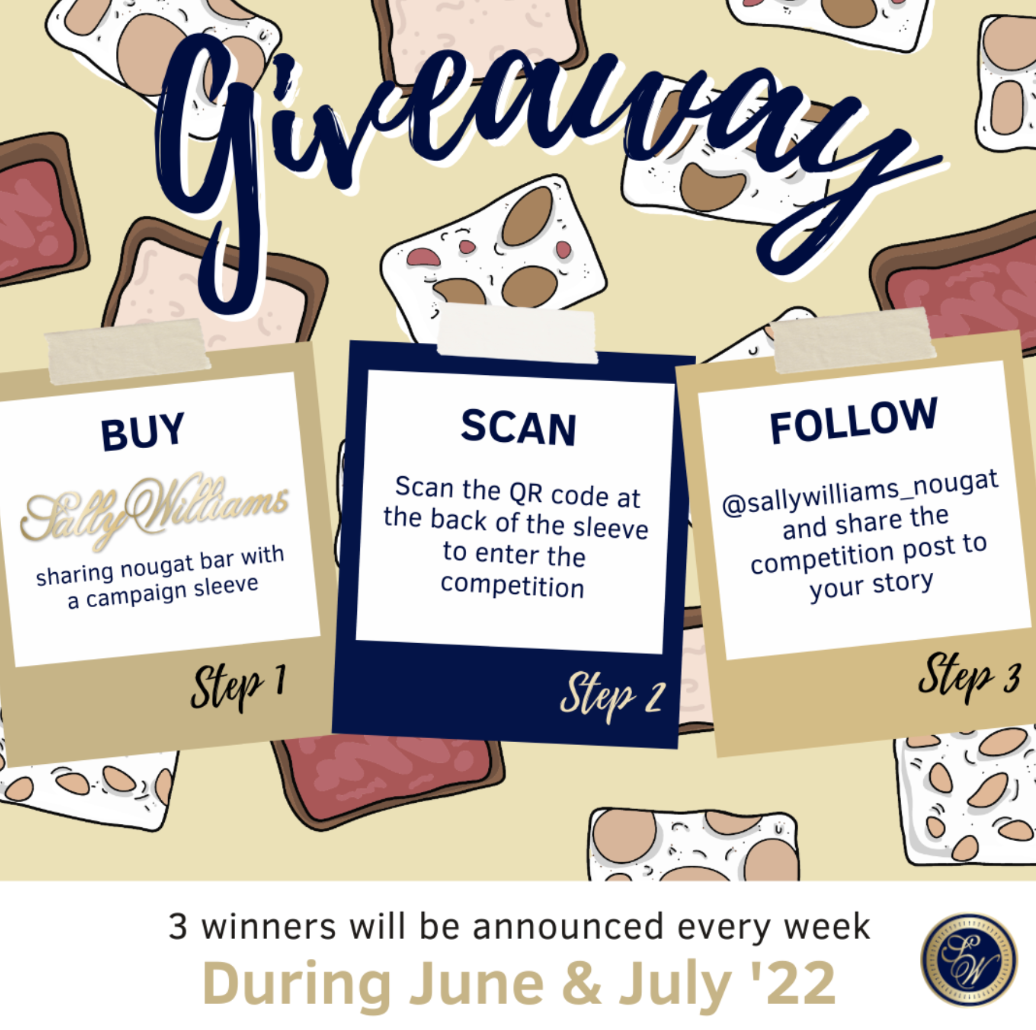 Giveaway
BUY
Sally Williams
sharing nougat bar with
a campaign sleeve
Step 1
SCAN
Scan the QR code at
the back of the sleeve
to enter the
competition
Step 2
FOLLOW
@sallywilliams_nougat
and share the
competition post to
your story
Step 3
3 winners will be announced every week
During June & July '22
SW